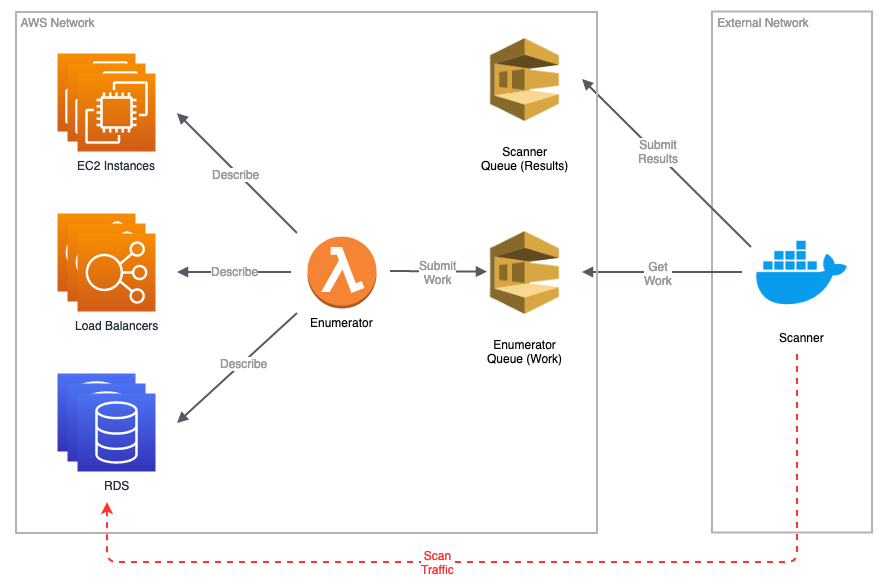 AWS Network
External Network
EC2 Instances
Describe
Scanner
Queue (Results)
Submit
Results
Load Balancers
Describe
Enumerator
Submit
Work
Enumerator
Queue (Work)
Get
Work
Scanner
Describe
RDS
Scan
Traffic